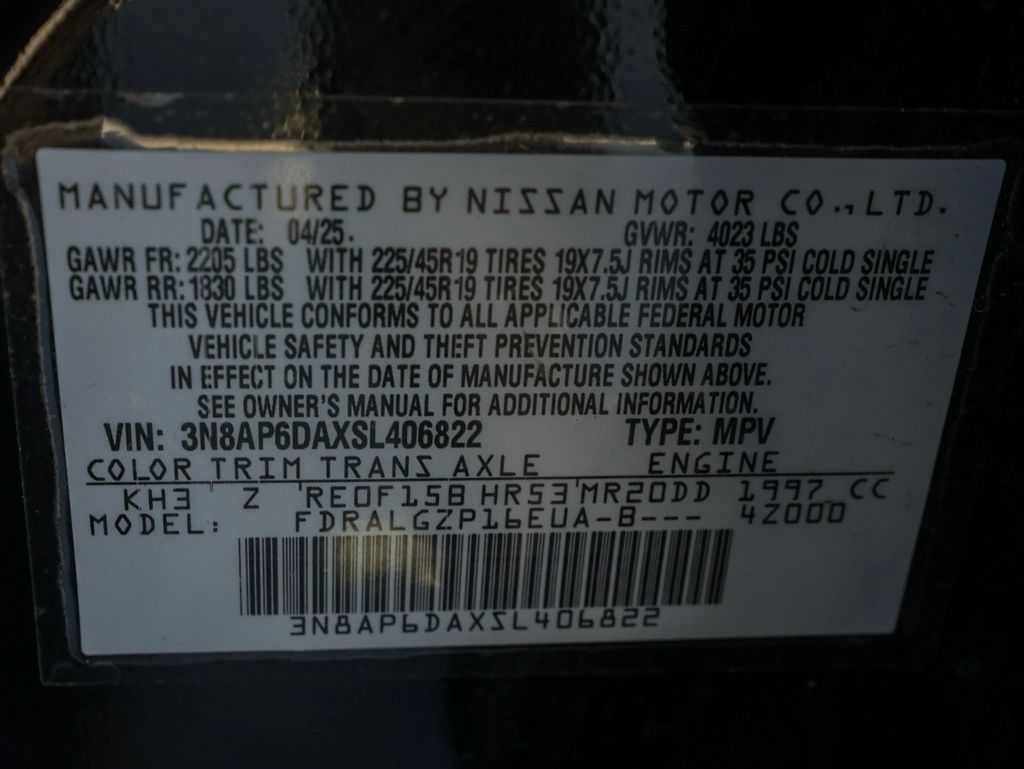 MANUFACTURED BY NISSAN MOTOR CO.,LTD.
DATE: 04/25. GVWR: 4023 LBS
GAWR FR: 2205 LBS WITH 225/45R19 TIRES 19X7.5J RIMS AT 35 PSI COLD SINGLE
GAWR RR: 1830 LBS WITH 225/45R19 TIRES 19X7.5J RIMS AT 35 PSI COLD SINGLE
THIS VEHICLE CONFORMS TO ALL APPLICABLE FEDERAL MOTOR
VEHICLE SAFETY AND THEFT PREVENTION STANDARDS
IN EFFECT ON THE DATE OF MANUFACTURE SHOWN ABOVE.
SEE OWNER'S MANUAL FOR ADDITIONAL INFORMATION.
VIN: 3N8AP6DAXSL406822 TYPE: MPV
COLOR TRIM TRANS AXLE ENGINE
KH3 Z RE0F15B HR53 MR20DD 1997 CC
MODEL: FDRALGZP16EUA-B--- 4Z000
3N8AP6DAXSL406822